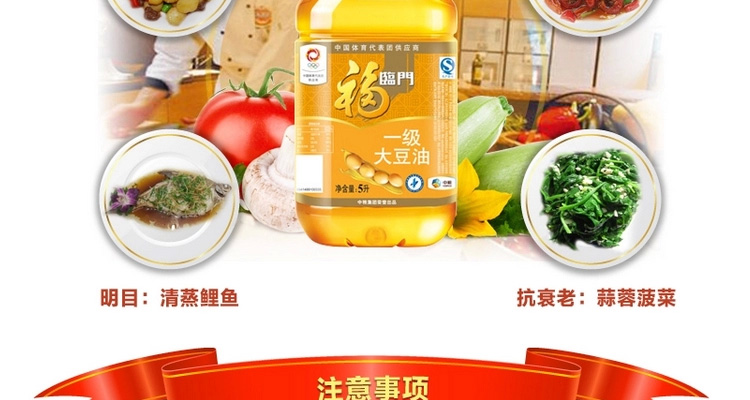 中国体育代表团供应商
福
臨門
一级
大豆油
净含量:5升
中粮
中粮集团荣誉出品
明目：清蒸鲤鱼
抗衰老：蒜蓉菠菜
注意事项